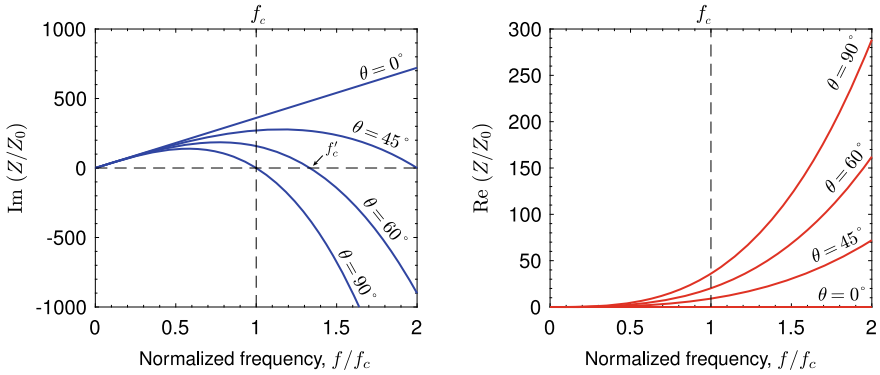 f_c
1000
500
0
-500
-1000
Im (Z/Z_0)
θ = 0°
θ = 45°
f'_c
θ = 60°
θ = 90°
0 0.5 1 1.5 2
Normalized frequency, f/f_c
f_c
300
250
200
150
100
50
0
Re (Z/Z_0)
θ = 90°
θ = 60°
θ = 45°
θ = 0°
0 0.5 1 1.5 2
Normalized frequency, f/f_c